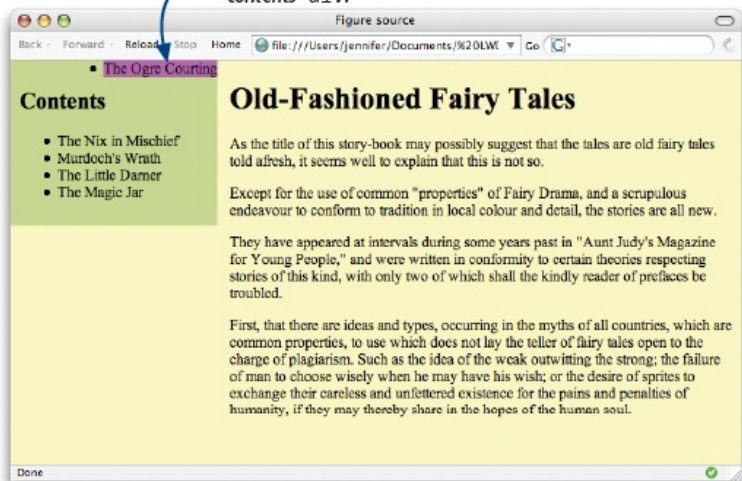 contents div.
Figure source
Back Forward Reload Stop Home file:///Users/jennifer/Documents/%20LW Go G
The Ogre Courting
Contents
The Nix in Mischief
Murdoch's Wrath
The Little Darner
The Magic Jar
Old-Fashioned Fairy Tales
As the title of this story-book may possibly suggest that the tales are old fairy tales
told afresh, it seems well to explain that this is not so.
Except for the use of common "properties" of Fairy Drama, and a scrupulous
endeavour to conform to tradition in local colour and detail, the stories are all new.
They have appeared at intervals during some years past in "Aunt Judy's Magazine
for Young People," and were written in conformity to certain theories respecting
stories of this kind, with only two of which shall the kindly reader of prefaces be
troubled.
First, that there are ideas and types, occurring in the myths of all countries, which are
common properties, to use which does not lay the teller of fairy tales open to the
charge of plagiarism. Such as the idea of the weak outwitting the strong; the failure
of man to choose wisely when he may have his wish; or the desire of sprites to
exchange their careless and unfettered existence for the pains and penalties of
humanity, if they may thereby share in the hopes of the human soul.
Done